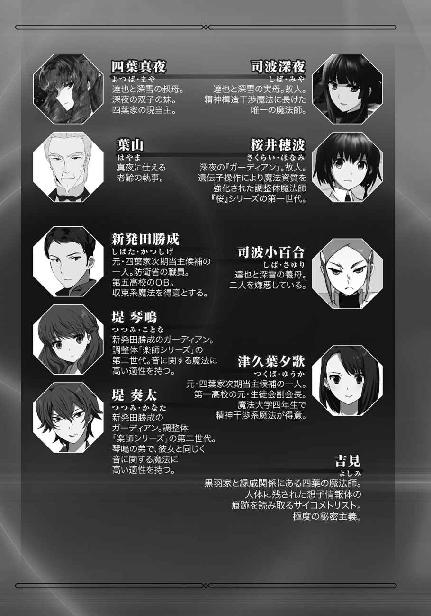 四葉真夜
よつば・まや
達也と深雪の叔母。
深夜の双子の妹。
四葉家の現当主。
葉山
はやま
真夜に仕える
老齢の執事。
新発田勝成
しばた・かつしげ
元・四葉家次期当主候補の
一人。防衛省の職員。
第五高校のOB。
収束系魔法を得意とする。
堤 琴鳴
つつみ・ことな
新発田勝成のガーディアン。
調整体「楽師シリーズ」の
第二世代。音に関する魔法に
高い適性を持つ。
堤 奏太
つつみ・かなた
新発田勝成の
ガーディアン。調整体
「楽師シリーズ」の第二世代。
琴鳴の弟で、彼女と同じく
音に関する魔法に
高い適性を持つ。
司波深夜
しば・みや
達也と深雪の実母。故人。
精神構造干渉魔法に長けた
唯一の魔法師。
桜井穂波
さくらい・ほなみ
深夜の『ガーディアン』。故人。
遺伝子操作により魔法資質を
強化された調整体魔法師
『桜』シリーズの第一世代。
司波小百合
しば・さゆり
達也と深雪の義母。
二人を嫌悪している。
津久葉夕歌
つくば・ゆうか
元・四葉家次期当主候補の一人。
第一高校の元・生徒会副会長。
魔法大学四年生で
精神干渉系魔法が得意。
吉見
よしみ
黒羽家と縁戚関係にある四葉の魔法師。
人体に残された想子情報体の
痕跡を読み取るサイコメトリスト。
極度の秘密主義。